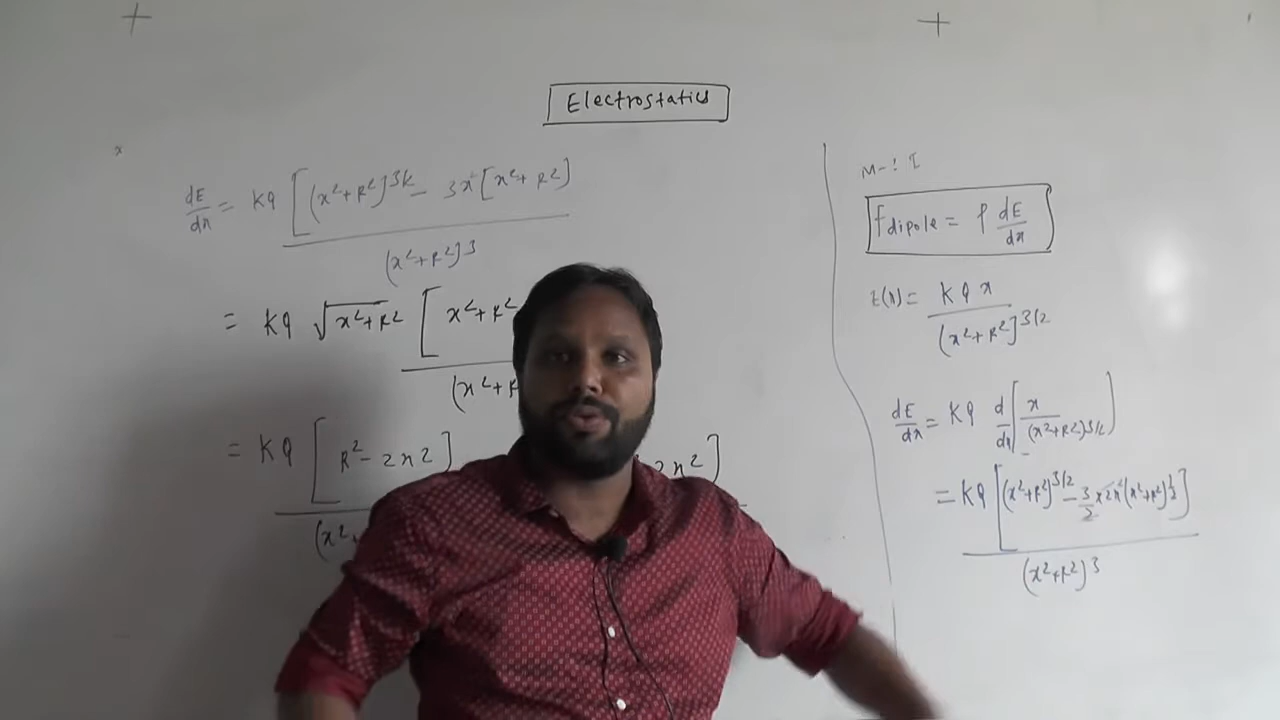 Electrostatics
dE/dx = KQ [(x²+R²)^3/2 - 3x²[x²+R²]
(x²+R²)^3
= KQ √x²+R² [x²+R²
(x²+R
= KQ [R²-2x²] 2x²]
(x²+
M-: I
Fdipole = P dE/dx
E(x) = KQx
(x²+R²]^3/2
dE/dx = KQ d/dx [x/(x²+R²)^3/2]
= KQ [(x²+R²)^3/2 - 3/2 x 2x (x²+R²)^1/2]
(x²+R²)^3